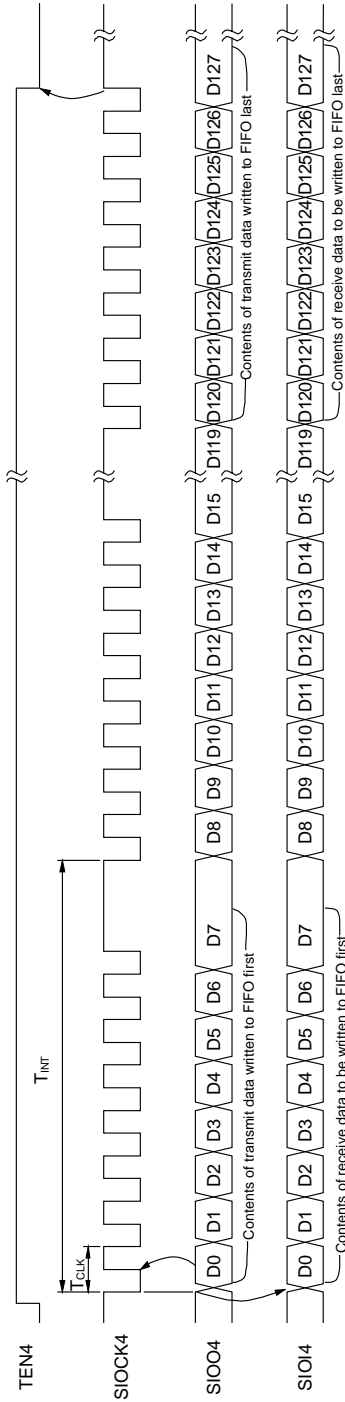 TEN4
T_INT
SIOCK4
T_CLK
SIOO4
D0 D1 D2 D3 D4 D5 D6 D7 D8 D9 D10 D11 D12 D13 D14 D15 D119 D120 D121 D122 D123 D124 D125 D126 D127
Contents of transmit data written to FIFO first
Contents of transmit data written to FIFO last
SIOI4
D0 D1 D2 D3 D4 D5 D6 D7 D8 D9 D10 D11 D12 D13 D14 D15 D119 D120 D121 D122 D123 D124 D125 D126 D127
Contents of receive data to be written to FIFO first
Contents of receive data to be written to FIFO last